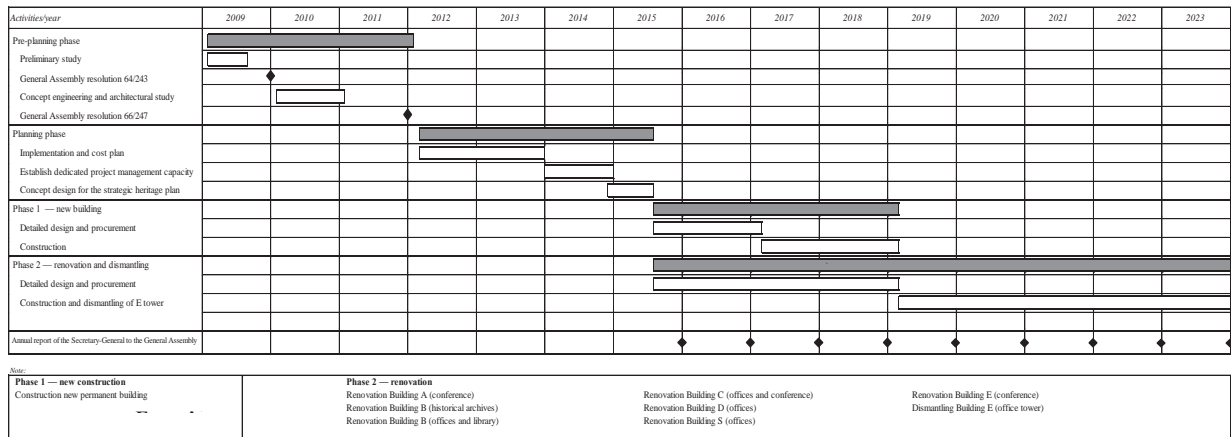 Activities/year 2009 2010 2011 2012 2013 2014 2015 2016 2017 2018 2019 2020 2021 2022 2023
Pre-planning phase
Preliminary study
General Assembly resolution 64/243
Concept engineering and architectural study
General Assembly resolution 66/247
Planning phase
Implementation and cost plan
Establish dedicated project management capacity
Concept design for the strategic heritage plan
Phase 1 — new building
Detailed design and procurement
Construction
Phase 2 — renovation and dismantling
Detailed design and procurement
Construction and dismantling of E tower
Annual report of the Secretary-General to the General Assembly
Note:
Phase 1 — new construction
Construction new permanent building
Phase 2 — renovation
Renovation Building A (conference)
Renovation Building B (historical archives)
Renovation Building B (offices and library)
Renovation Building C (offices and conference)
Renovation Building D (offices)
Renovation Building S (offices)
Renovation Building E (conference)
Dismantling Building E (office tower)